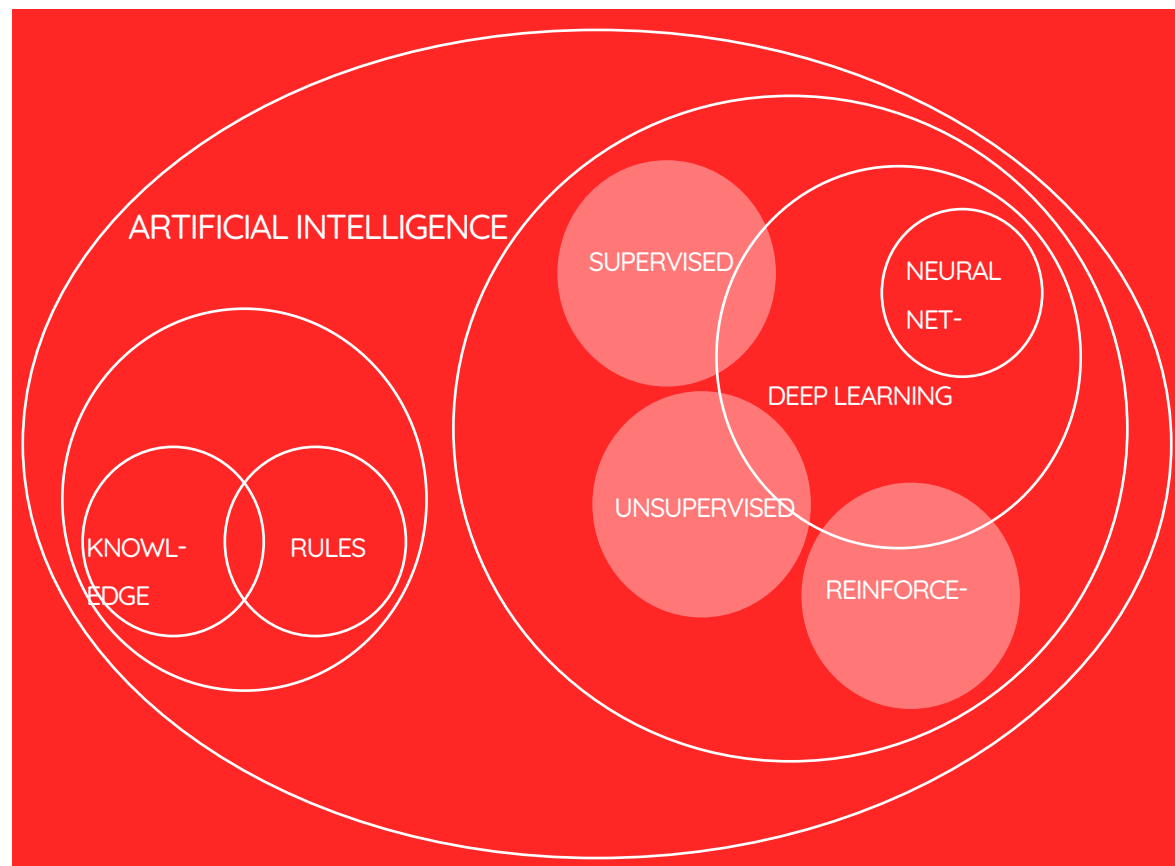 ARTIFICIAL INTELLIGENCE
SUPERVISED
NEURAL
NET-
DEEP LEARNING
UNSUPERVISED
REINFORCE-
KNOWL-
EDGE
RULES